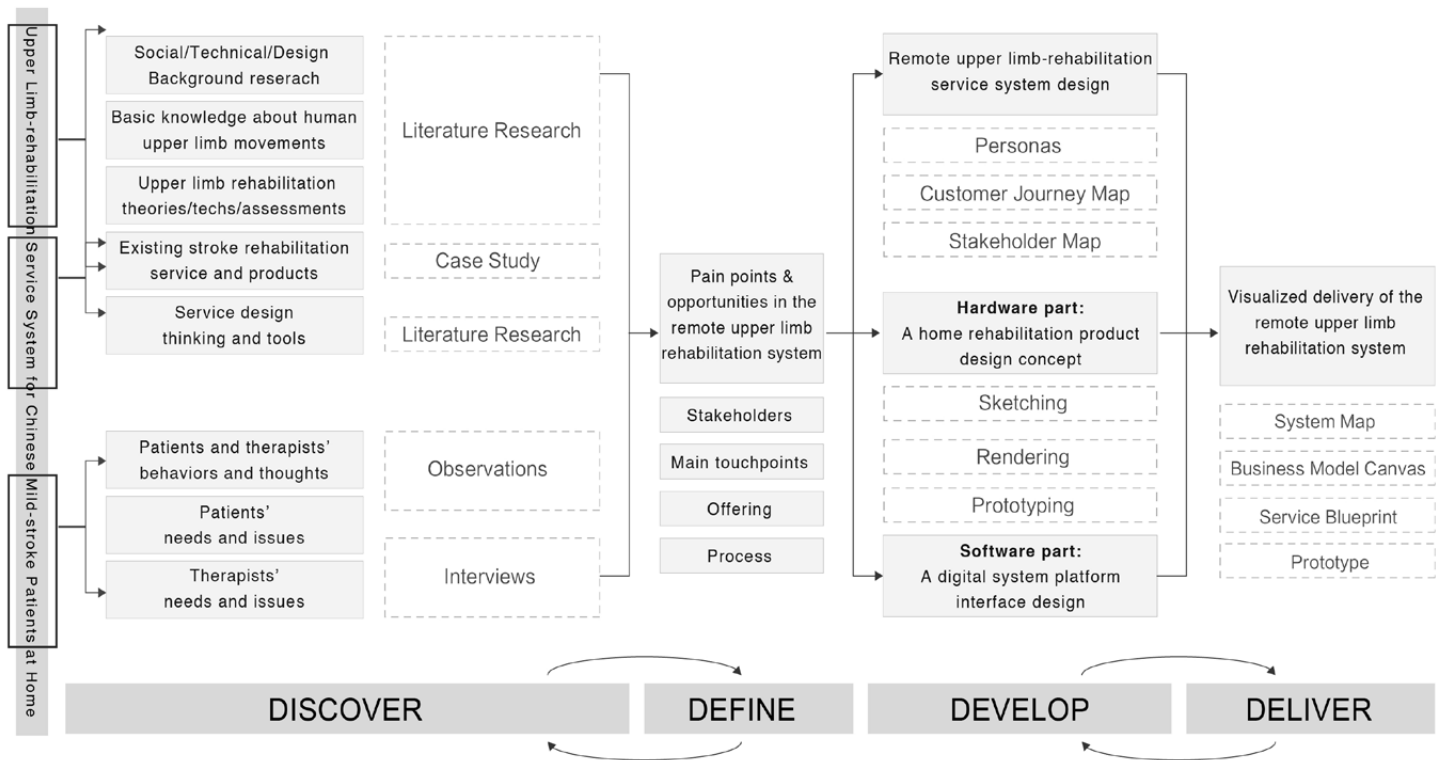 Upper Limb-rehabilitation Service System for Chinese Mild-stroke Patients at Home
Social/Technical/Design
Background reserach
Basic knowledge about human
upper limb movements
Upper limb rehabilitation
theories/techs/assessments
Existing stroke rehabilitation
service and products
Service design
thinking and tools
Patients and therapists’
behaviors and thoughts
Patients’
needs and issues
Therapists’
needs and issues
Literature Research
Case Study
Literature Research
Observations
Interviews
Pain points &
opportunities in the
remote upper limb
rehabilitation system
Stakeholders
Main touchpoints
Offering
Process
Remote upper limb-rehabilitation
service system design
Personas
Customer Journey Map
Stakeholder Map
Hardware part:
A home rehabilitation product
design concept
Sketching
Rendering
Prototyping
Software part:
A digital system platform
interface design
Visualized delivery of the
remote upper limb
rehabilitation system
System Map
Business Model Canvas
Service Blueprint
Prototype
DISCOVER
DEFINE
DEVELOP
DELIVER